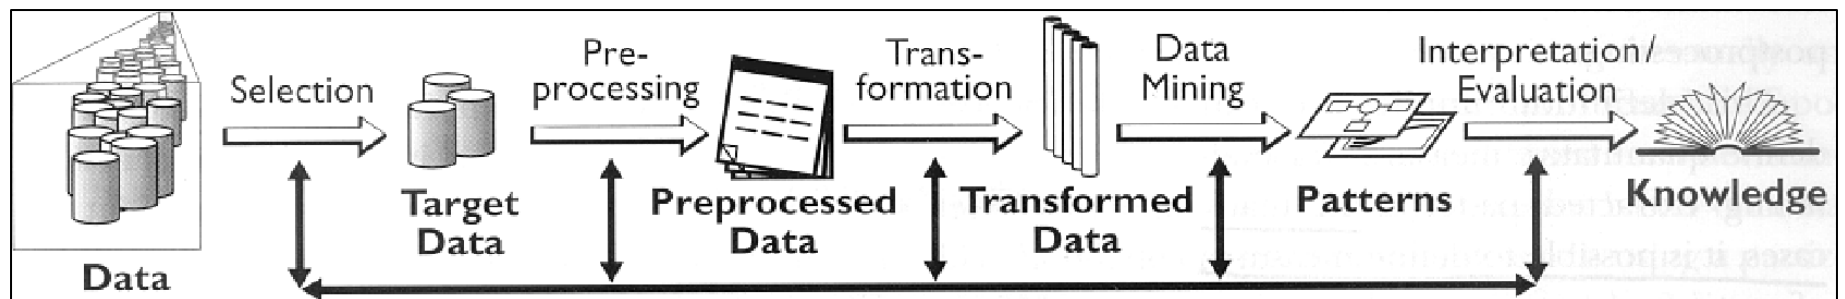 Selection
Pre-
processing
Trans-
formation
Data
Mining
Interpretation/
Evaluation
Data
Target
Data
Preprocessed
Data
Transformed
Data
Patterns
Knowledge